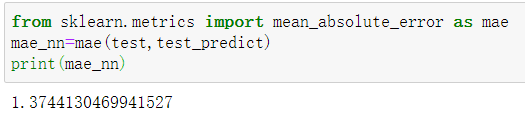 from sklearn.metrics import mean_absolute_error as mae
mae_nn=mae(test,test_predict)
print(mae_nn)
1.3744130469941527